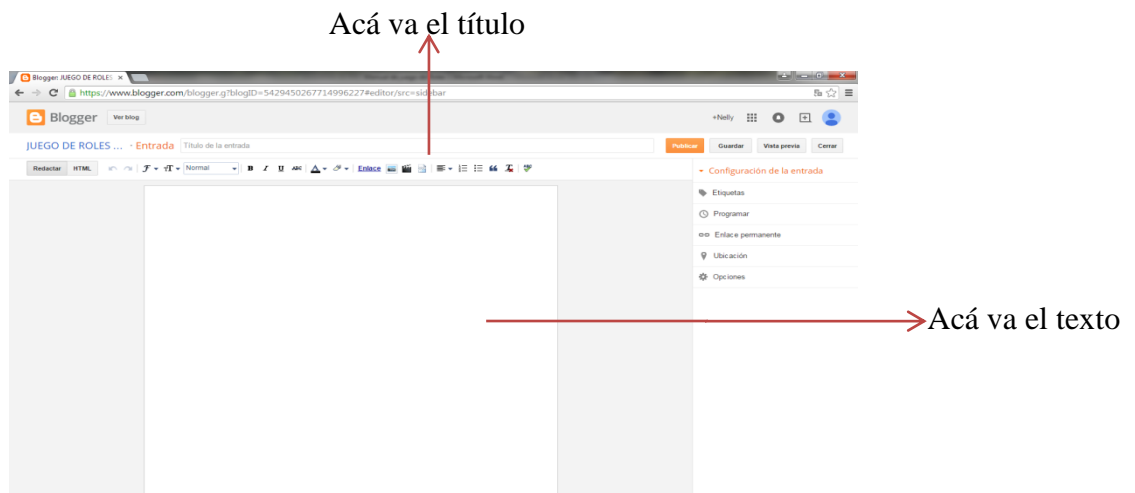 Acá va el título
Blogger: JUEGO DE ROLES ×
https://www.blogger.com/blogger.g?blogID=5429450267714996227#editor/src=sidebar
Blogger Ver blog +Nelly
JUEGO DE ROLES ... · Entrada Título de la entrada Publicar Guardar Vista previa Cerrar
Redactar HTML Normal B I U ABC A Enlace
Configuración de la entrada
Etiquetas
Programar
Enlace permanente
Ubicación
Opciones
Acá va el texto